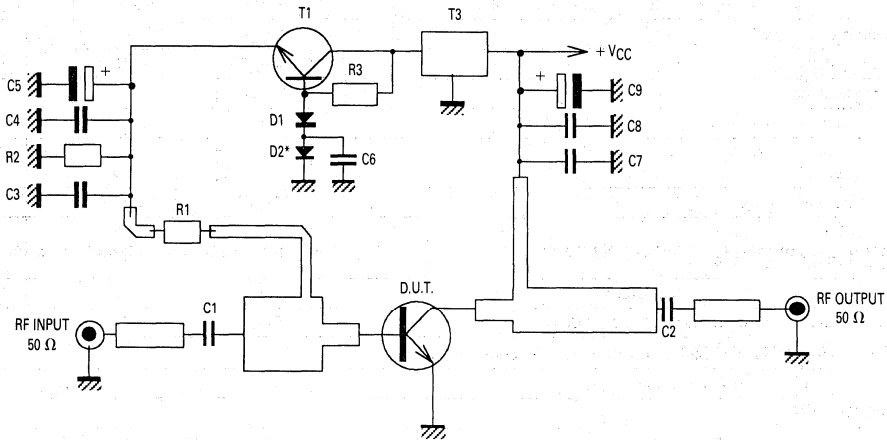 T1
T3
+ VCC
R3
+
C5
+
C9
C4
D1
C8
R2
D2*
C6
C7
C3
R1
D.U.T.
C1
RF INPUT
50 Ω
RF OUTPUT
50 Ω
C2